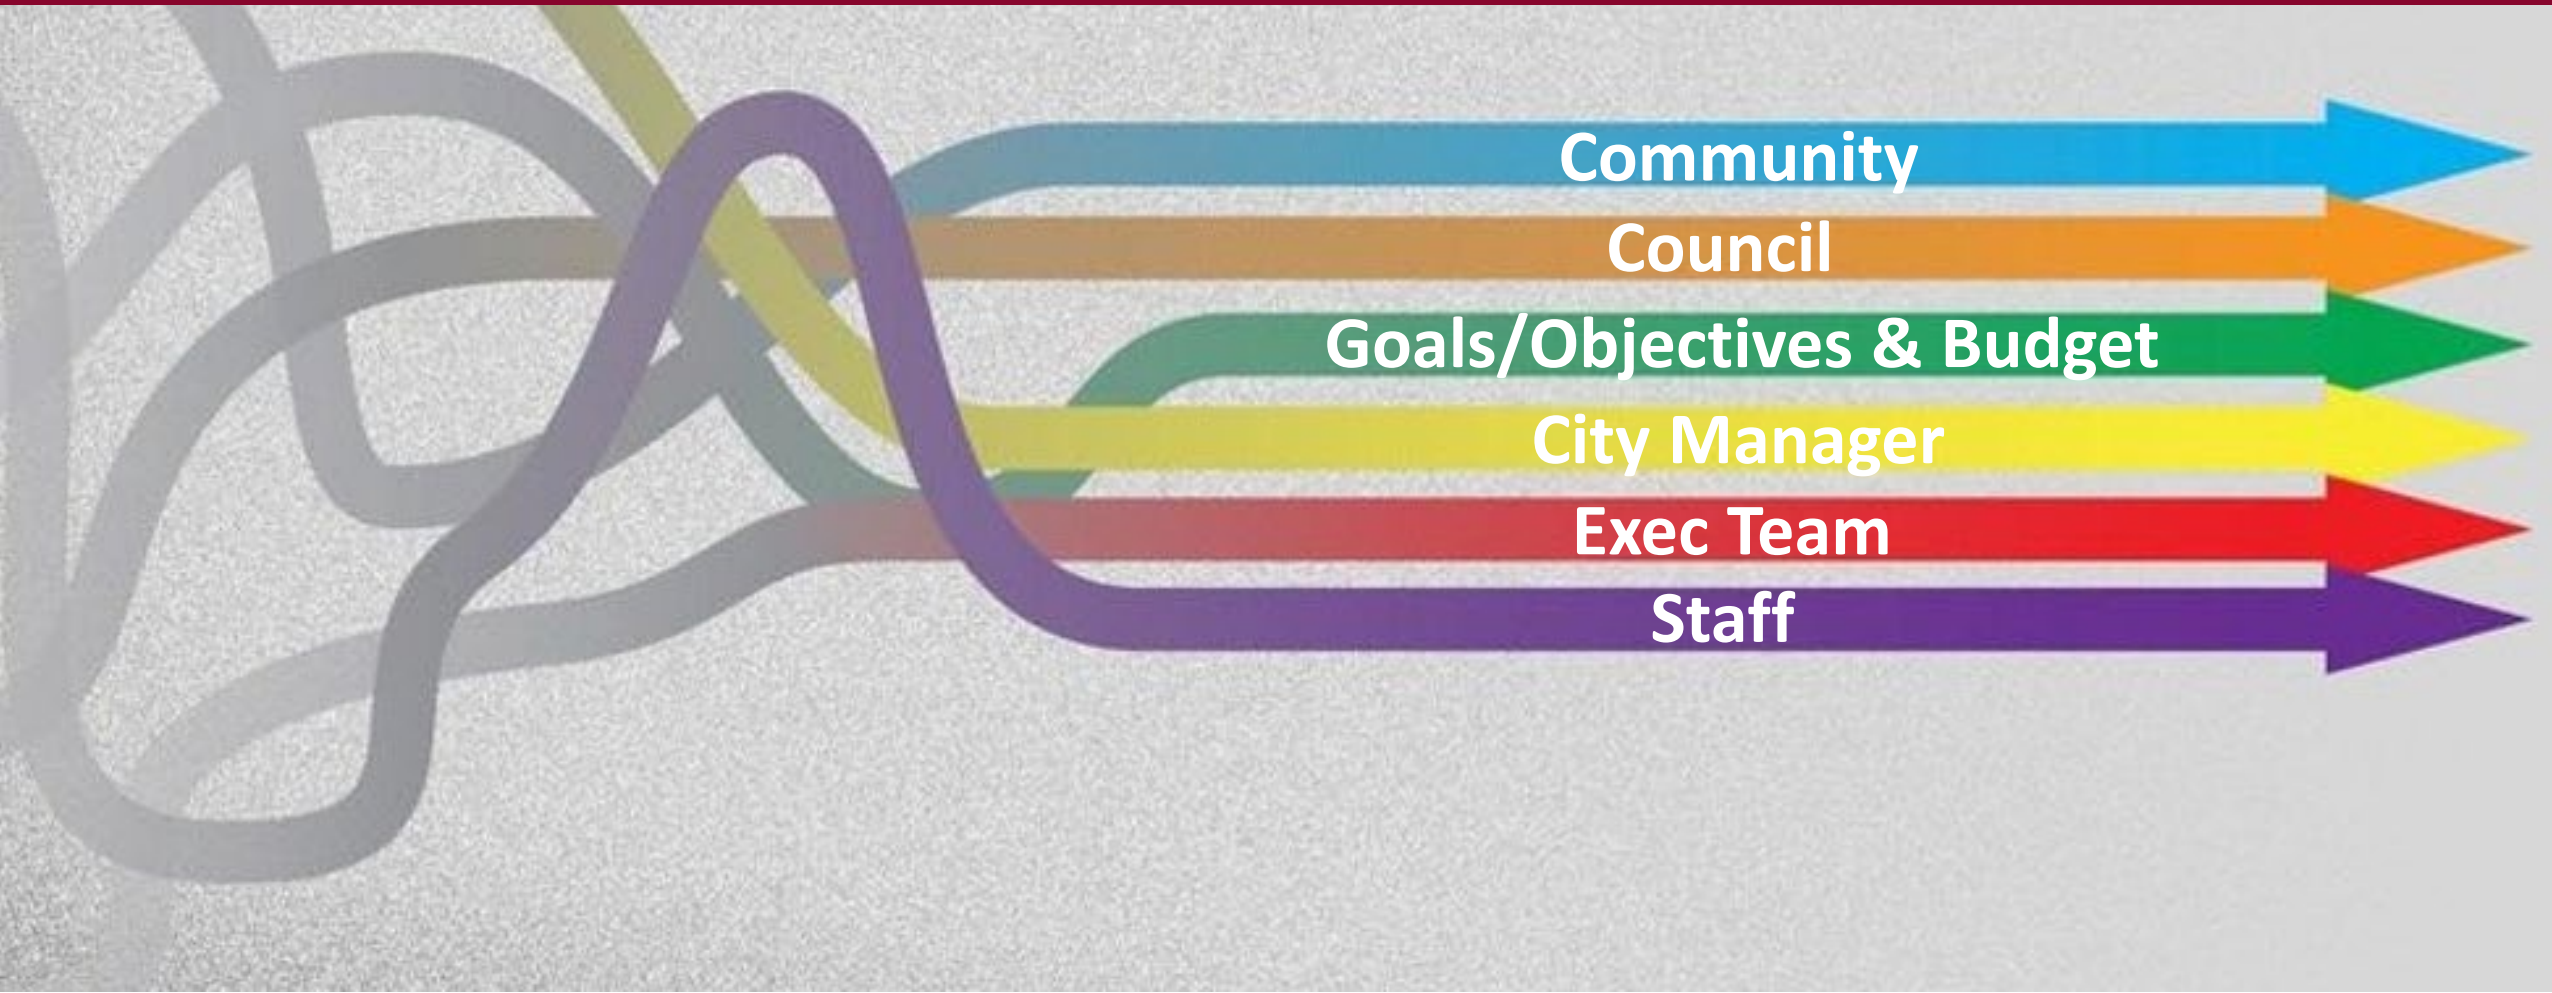 Community
Council
Goals/Objectives & Budget
City Manager
Exec Team
Staff